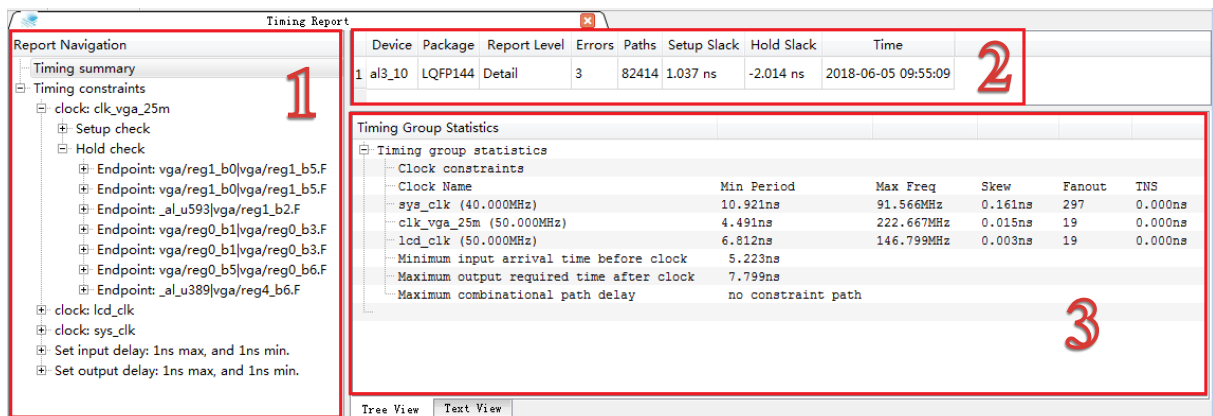 Timing Report
Report Navigation
Timing summary
Timing constraints
clock: clk_vga_25m
Setup check
Hold check
Endpoint: vga/reg1_b0|vga/reg1_b5.F
Endpoint: vga/reg1_b0|vga/reg1_b5.F
Endpoint: _al_u593|vga/reg1_b2.F
Endpoint: vga/reg0_b1|vga/reg0_b3.F
Endpoint: vga/reg0_b1|vga/reg0_b3.F
Endpoint: vga/reg0_b5|vga/reg0_b6.F
Endpoint: _al_u389|vga/reg4_b6.F
clock: lcd_clk
clock: sys_clk
Set input delay: 1ns max, and 1ns min.
Set output delay: 1ns max, and 1ns min.
1
Device Package Report Level Errors Paths Setup Slack Hold Slack Time
1 al3_10 LQFP144 Detail 3 82414 1.037 ns -2.014 ns 2018-06-05 09:55:09
2
Timing Group Statistics
Timing group statistics
Clock constraints
Clock Name Min Period Max Freq Skew Fanout TNS
sys_clk (40.000MHz) 10.921ns 91.566MHz 0.161ns 297 0.000ns
clk_vga_25m (50.000MHz) 4.491ns 222.667MHz 0.015ns 19 0.000ns
lcd_clk (50.000MHz) 6.812ns 146.799MHz 0.003ns 19 0.000ns
Minimum input arrival time before clock 5.223ns
Maximum output required time after clock 7.799ns
Maximum combinational path delay no constraint path
3
Tree View Text View